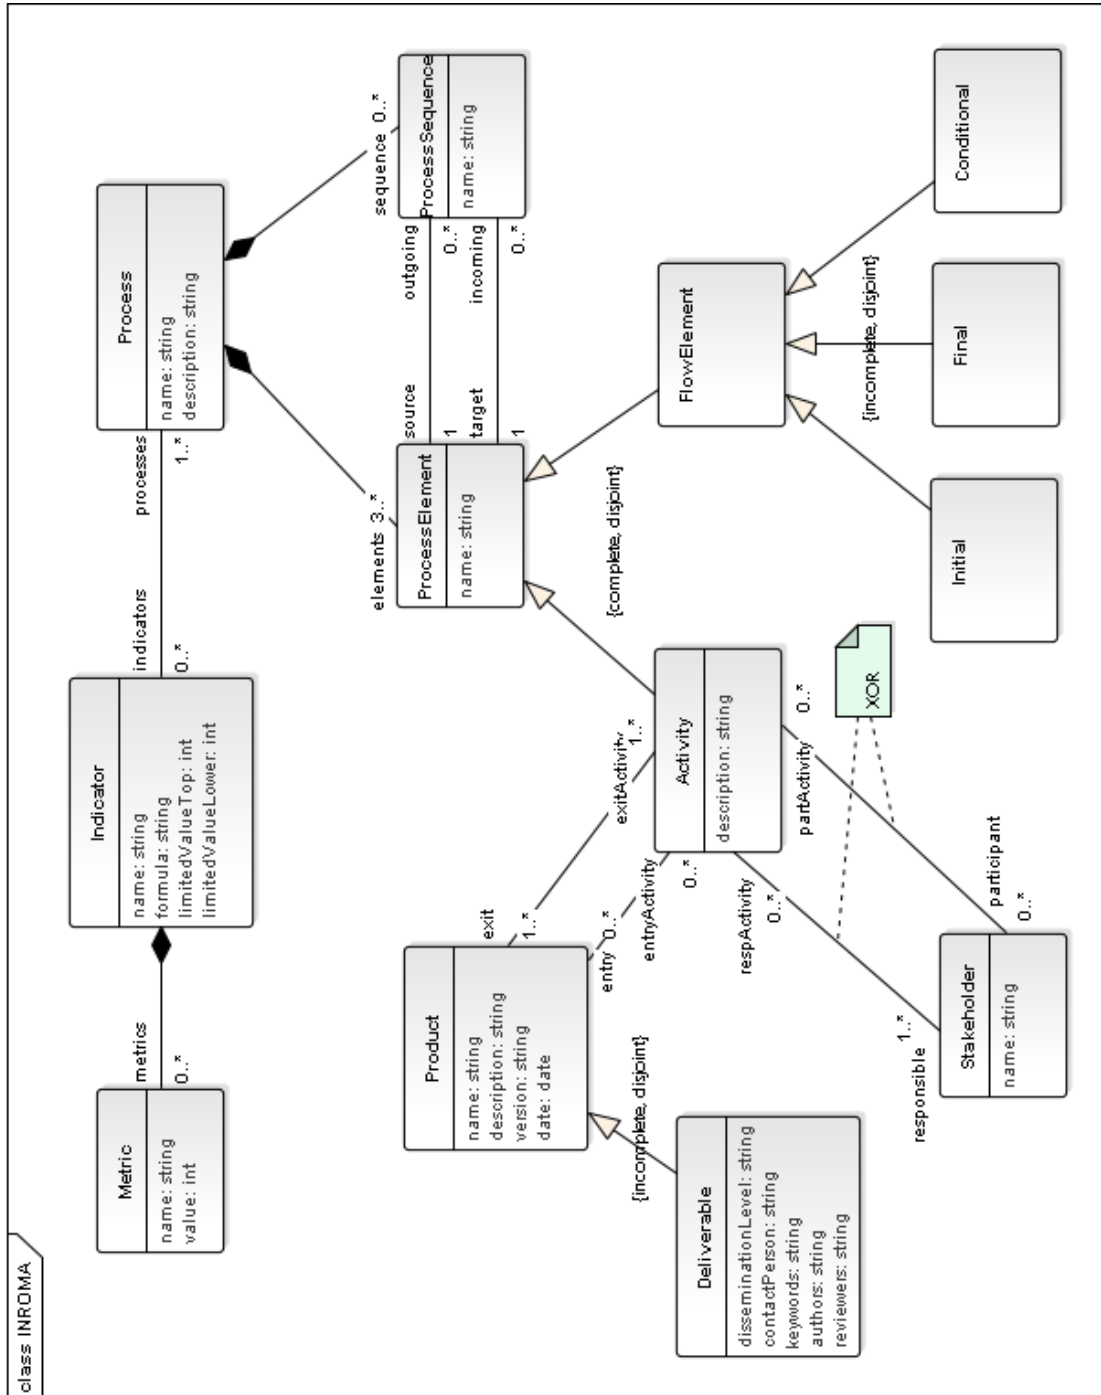 class INROMA
Metric
name: string
value: int
metrics
0..*
Indicator
name: string
formula: string
limitedValueTop: int
limitedValueLower: int
indicators
0..*
processes
1..*
Process
name: string
description: string
elements 3..*
sequence 0..*
Product
name: string
description: string
version: string
date: date
exit
1..*
exitActivity
1..*
entry 0..*
entryActivity
0..*
ProcessElement
name: string
source
1
target
1
outgoing
0..*
incoming
0..*
ProcessSequence
name: string
{incomplete, disjoint}
{complete, disjoint}
Deliverable
disseminationLevel: string
contactPerson: string
keywords: string
authors: string
reviewers: string
Activity
description: string
respActivity
0..*
partActivity
0..*
FlowElement
XOR
{incomplete, disjoint}
1..*
responsible
participant
0..*
Stakeholder
name: string
Initial
Final
Conditional